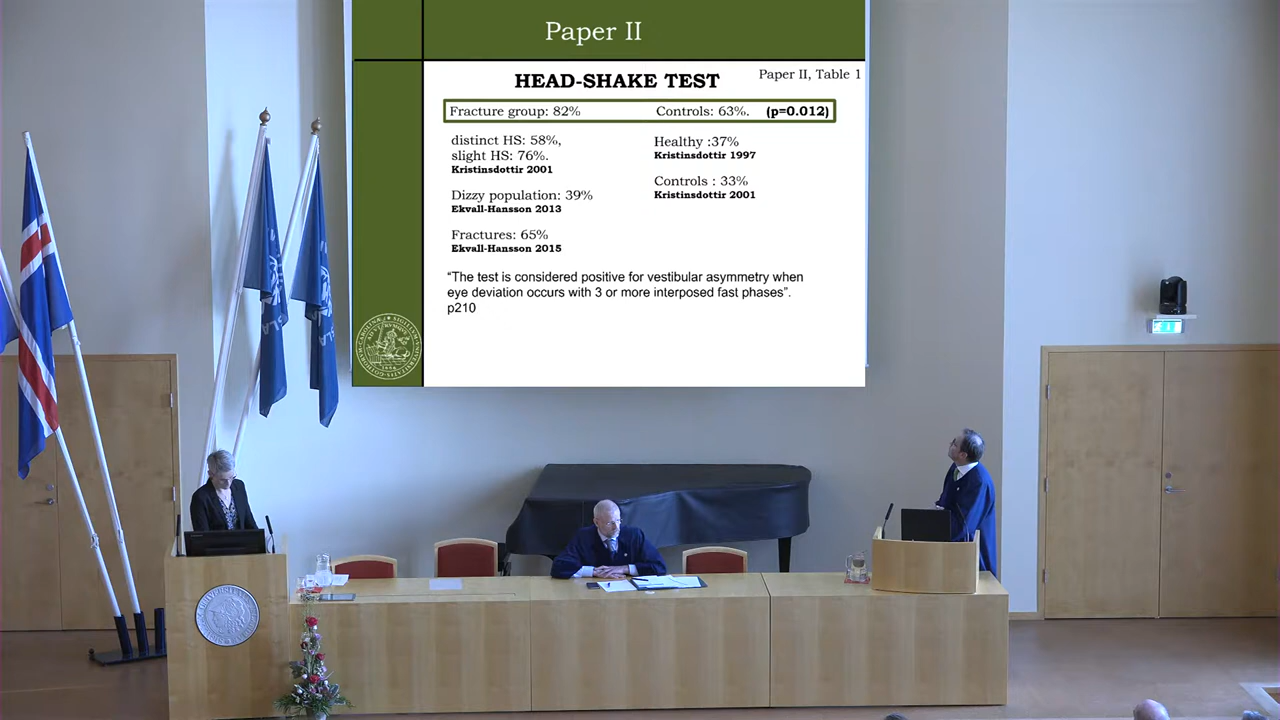 Paper II
HEAD-SHAKE TEST
Paper II, Table 1
Fracture group: 82% Controls: 63%. (p=0.012)
distinct HS: 58%,
slight HS: 76%.
Kristinsdottir 2001
Dizzy population: 39%
Ekvall-Hansson 2013
Fractures: 65%
Ekvall-Hansson 2015
Healthy :37%
Kristinsdottir 1997
Controls : 33%
Kristinsdottir 2001
“The test is considered positive for vestibular asymmetry when
eye deviation occurs with 3 or more interposed fast phases”.
p210